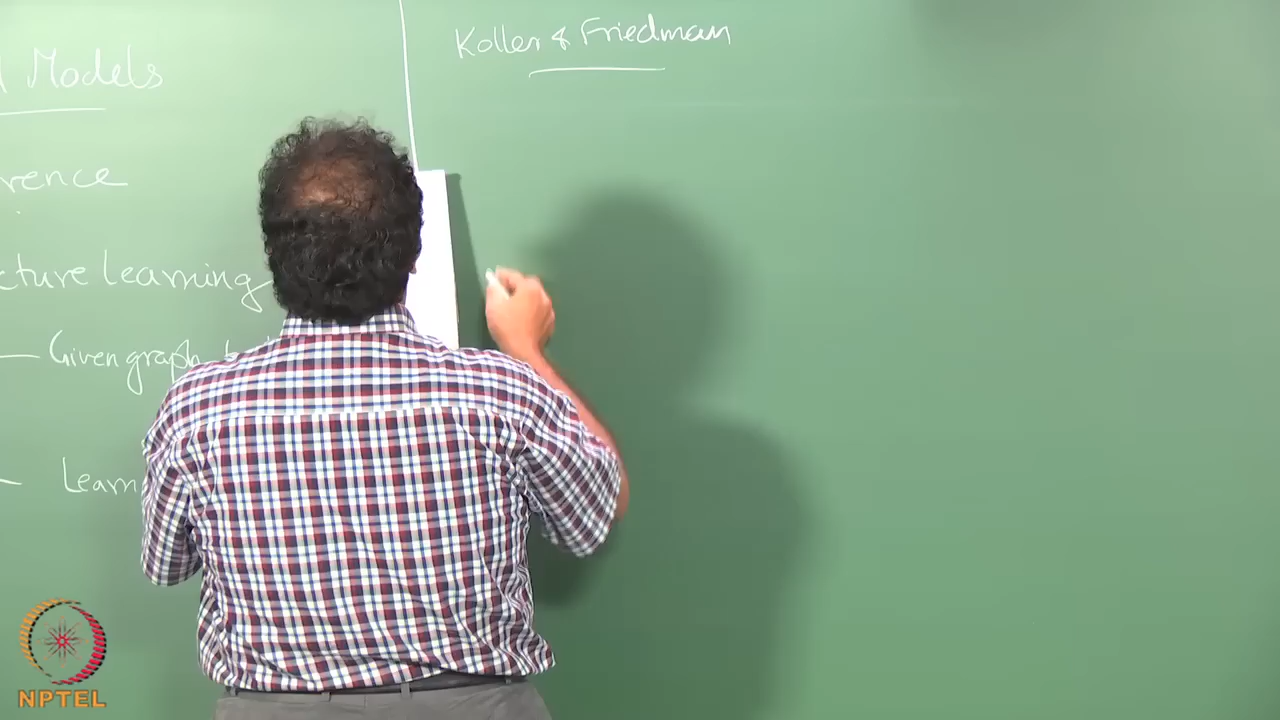 Models
Koller & Friedman
rence
cture learning
— Given graph
— Learn
NPTEL